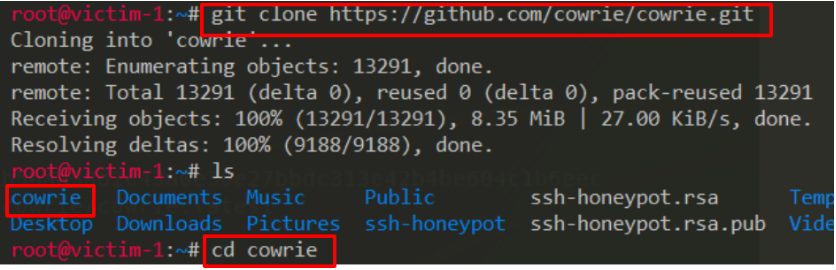 root@victim-1:~# git clone https://github.com/cowrie/cowrie.git
Cloning into 'cowrie'...
remote: Enumerating objects: 13291, done.
remote: Total 13291 (delta 0), reused 0 (delta 0), pack-reused 13291
Receiving objects: 100% (13291/13291), 8.35 MiB | 27.00 KiB/s, done.
Resolving deltas: 100% (9188/9188), done.
root@victim-1:~# ls
cowrie Documents Music Public ssh-honeypot.rsa Temp
Desktop Downloads Pictures ssh-honeypot ssh-honeypot.rsa.pub Vide
root@victim-1:~# cd cowrie